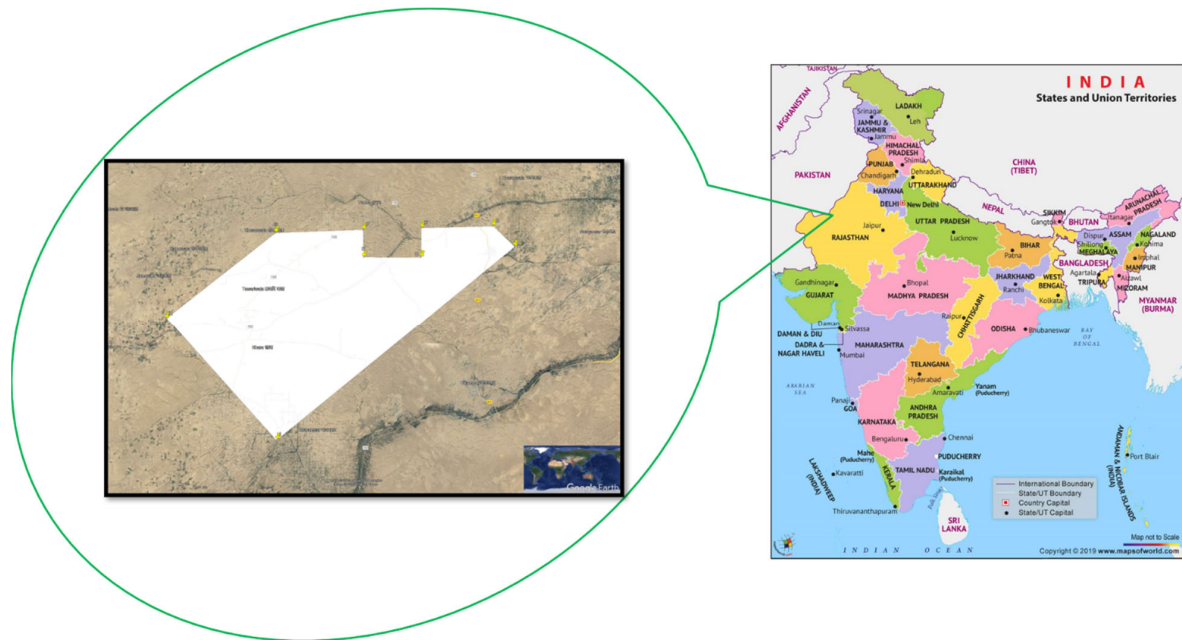 Google Earth
INDIA
States and Union Territories
TAJIKISTAN
AFGHANISTAN
LADAKH
Srinagar
Leh
JAMMU &
KASHMIR
Jammu
HIMACHAL
PRADESH
Shimla
PUNJAB
Chandigarh
Dehradun
UTTARAKHAND
CHINA
(TIBET)
PAKISTAN
HARYANA
DELHI
New Delhi
NEPAL
SIKKIM
Gangtok
BHUTAN
ARUNACHAL
PRADESH
Itanagar
Jaipur
RAJASTHAN
UTTAR PRADESH
Lucknow
BIHAR
Patna
Dispur
ASSAM
NAGALAND
Kohima
Shillong
MEGHALAYA
Imphal
MANIPUR
BANGLADESH
Agartala
TRIPURA
Aizawl
MIZORAM
MYANMAR
(BURMA)
Gandhinagar
GUJARAT
Bhopal
MADHYA PRADESH
JHARKHAND
Ranchi
WEST
BENGAL
Kolkata
Raipur
CHHATTISGARH
ODISHA
Bhubaneswar
Daman
Silvassa
DAMAN & DIU
DADRA &
NAGAR HAVELI
Mumbai
MAHARASHTRA
BAY
OF
BENGAL
TELANGANA
Hyderabad
Amaravati
Yanam
(Puducherry)
ARABIAN
SEA
Panaji
GOA
KARNATAKA
ANDHRA
PRADESH
Bengaluru
Chennai
Mahe
(Puducherry)
PUDUCHERRY
TAMIL NADU
Karaikal
(Puducherry)
KERALA
LAKSHADWEEP
(INDIA)
Kavaratti
Thiruvananthapuram
SRI
LANKA
ANDAMAN & NICOBAR ISLANDS
(INDIA)
Port Blair
International Boundary
State/UT Boundary
Country Capital
State/UT Capital
INDIAN OCEAN
Map not to Scale
Copyright © 2019 www.mapsofworld.com